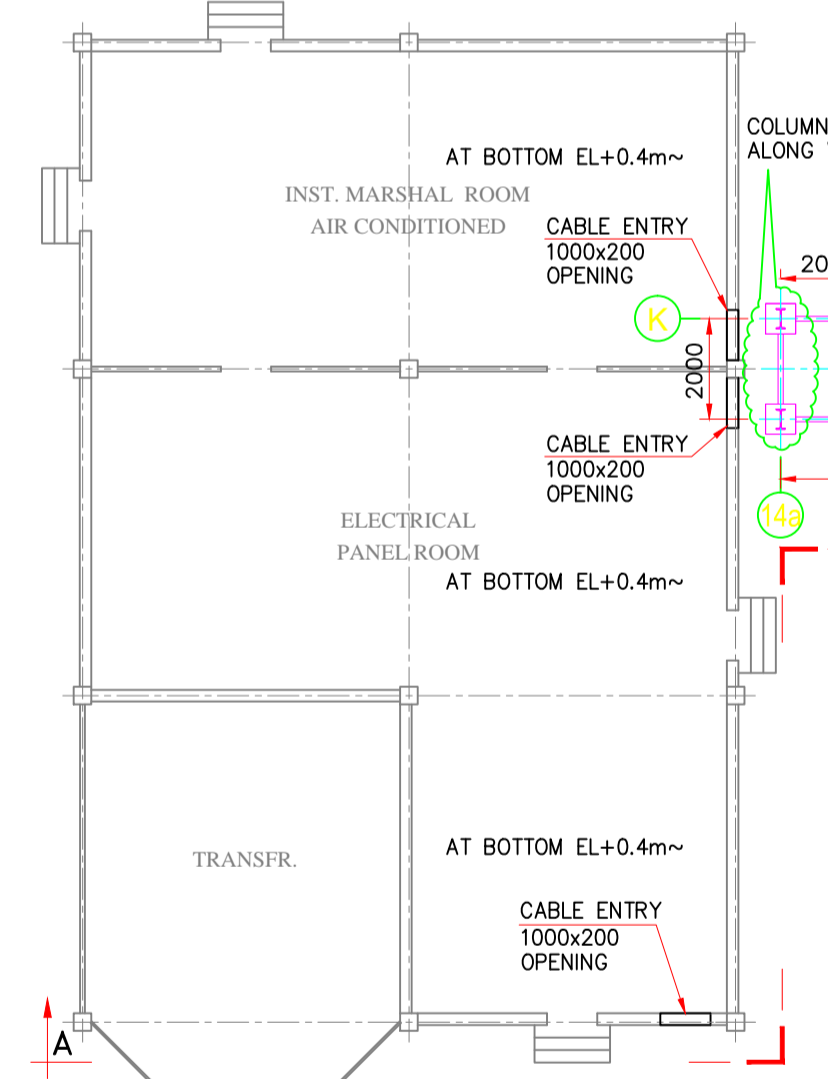 COLUMN
ALONG
AT BOTTOM EL+0.4m~
INST. MARSHAL ROOM
AIR CONDITIONED
CABLE ENTRY
1000x200
OPENING
20
K
2000
CABLE ENTRY
1000x200
OPENING
14a
ELECTRICAL
PANEL ROOM
AT BOTTOM EL+0.4m~
AT BOTTOM EL+0.4m~
TRANSFR.
CABLE ENTRY
1000x200
OPENING
A